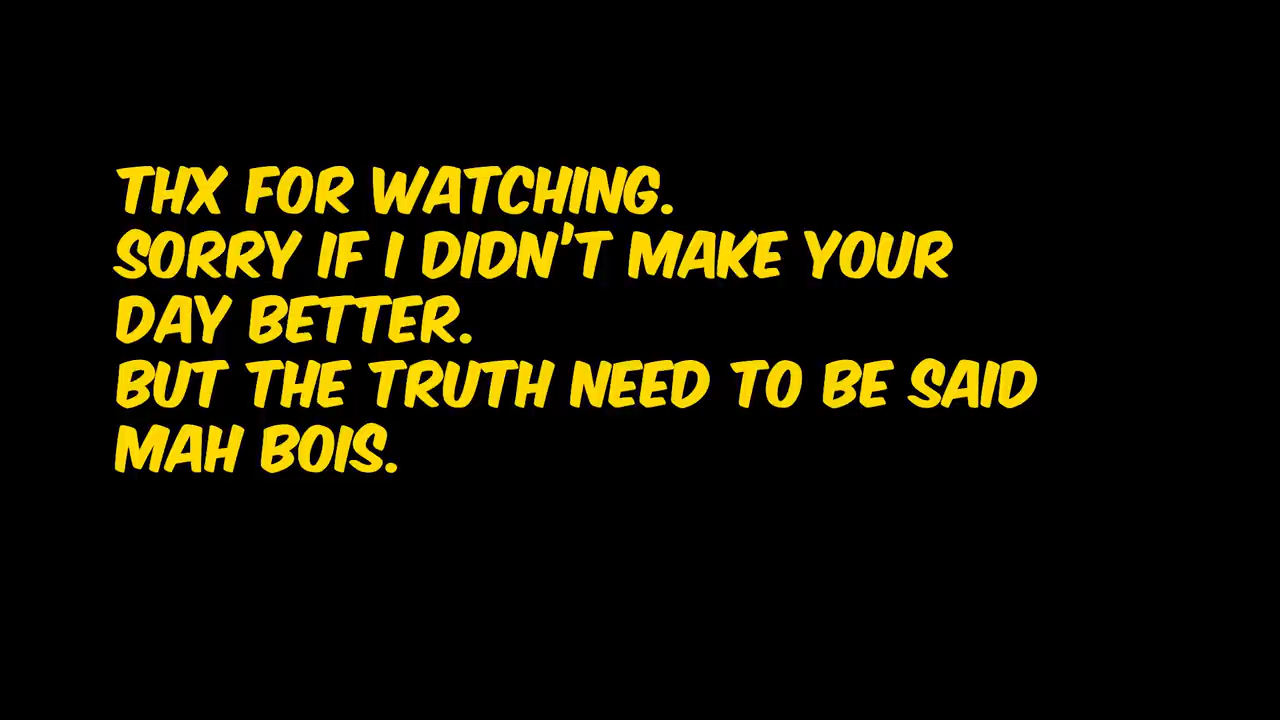 THX FOR WATCHING.
SORRY IF I DIDN'T MAKE YOUR
DAY BETTER.
BUT THE TRUTH NEED TO BE SAID
MAH BOIS.